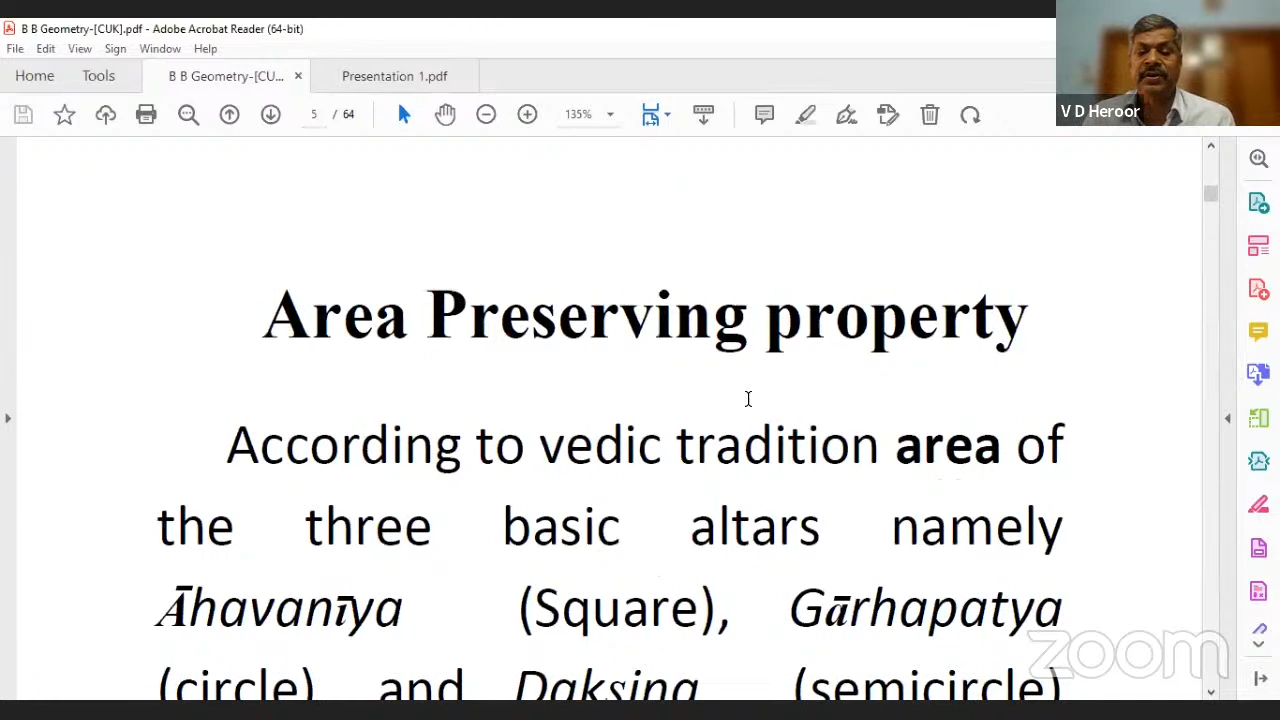 B B Geometry-[CUK].pdf - Adobe Acrobat Reader (64-bit)
File Edit View Sign Window Help
Home Tools B B Geometry-[CU... × Presentation 1.pdf
5 / 64 135%
V D Heroor
Area Preserving property
According to vedic tradition area of
the three basic altars namely
Āhavanīya (Square), Gārhapatya
(circle) and Daksina (semicircle)
zoom